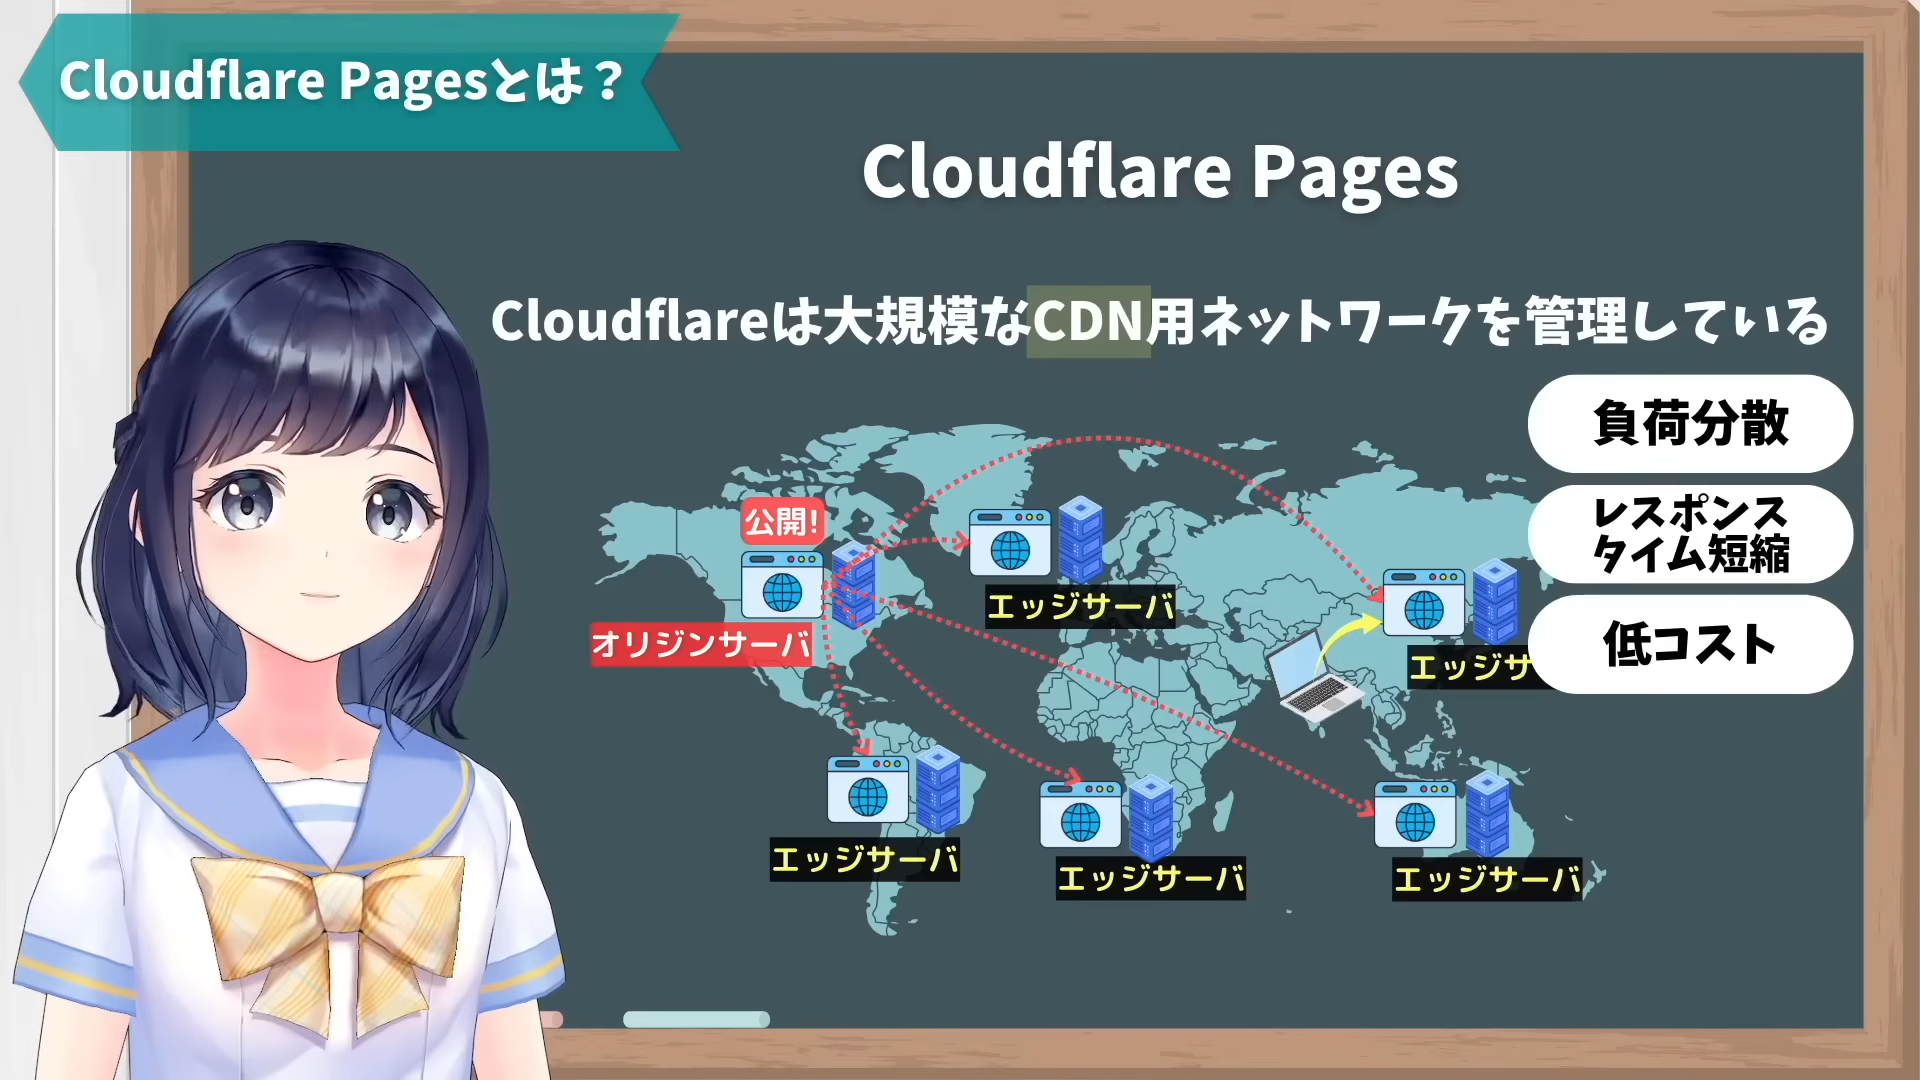 Cloudflare Pagesとは？
Cloudflare Pages
Cloudflareは大規模なCDN用ネットワークを管理している
負荷分散
レスポンス
タイム短縮
低コスト
公開!
オリジンサーバ
エッジサーバ
エッジサ
エッジサーバ
エッジサーバ
エッジサーバ